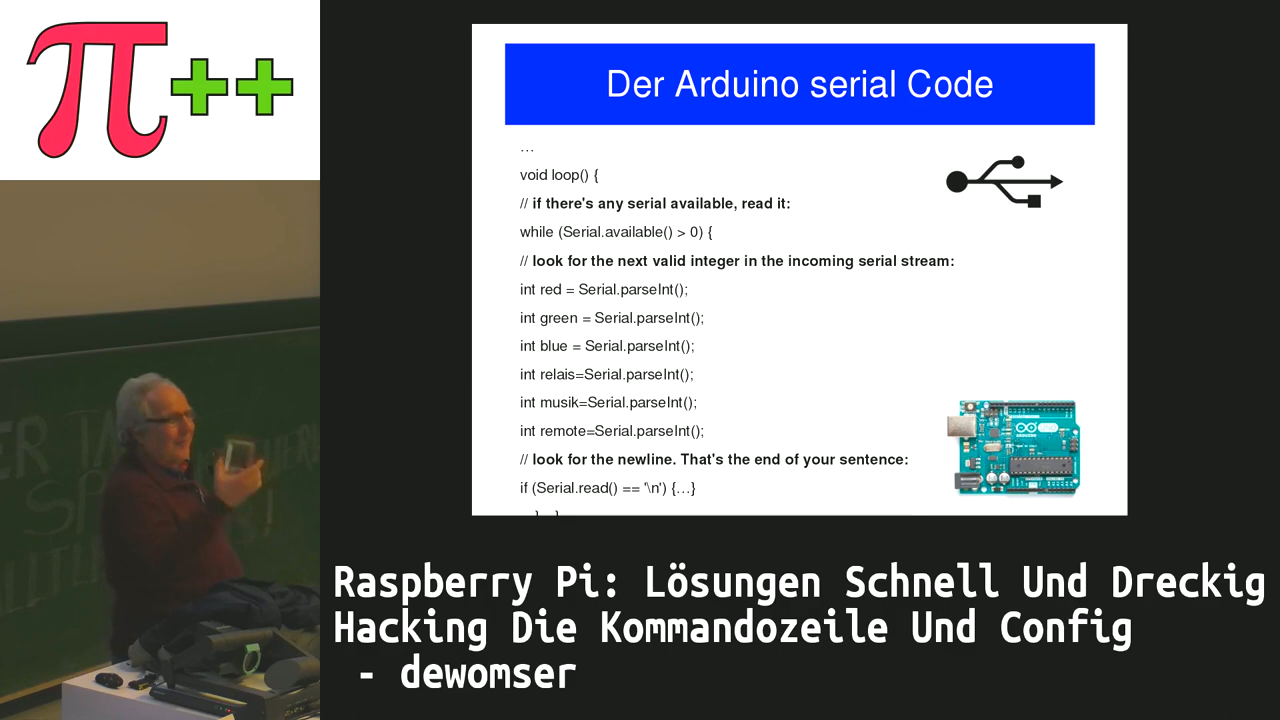 π++
Der Arduino serial Code
…
void loop() {
// if there's any serial available, read it:
while (Serial.available() > 0) {
// look for the next valid integer in the incoming serial stream:
int red = Serial.parseInt();
int green = Serial.parseInt();
int blue = Serial.parseInt();
int relais=Serial.parseInt();
int musik=Serial.parseInt();
int remote=Serial.parseInt();
// look for the newline. That's the end of your sentence:
if (Serial.read() == '\n') {…}
ARDUINO
Raspberry Pi: Lösungen Schnell Und Dreckig
Hacking Die Kommandozeile Und Config
- dewomser